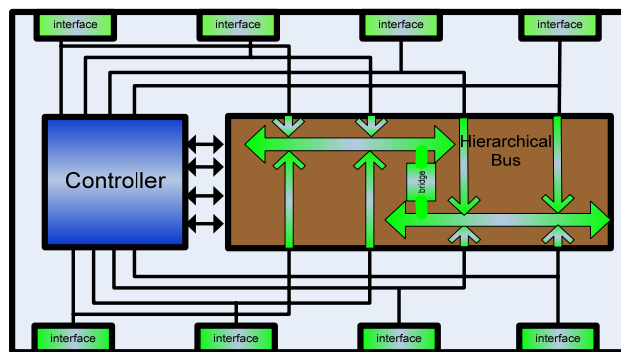 interface
interface
interface
interface
Controller
Hierarchical
Bus
bridge
interface
interface
interface
interface